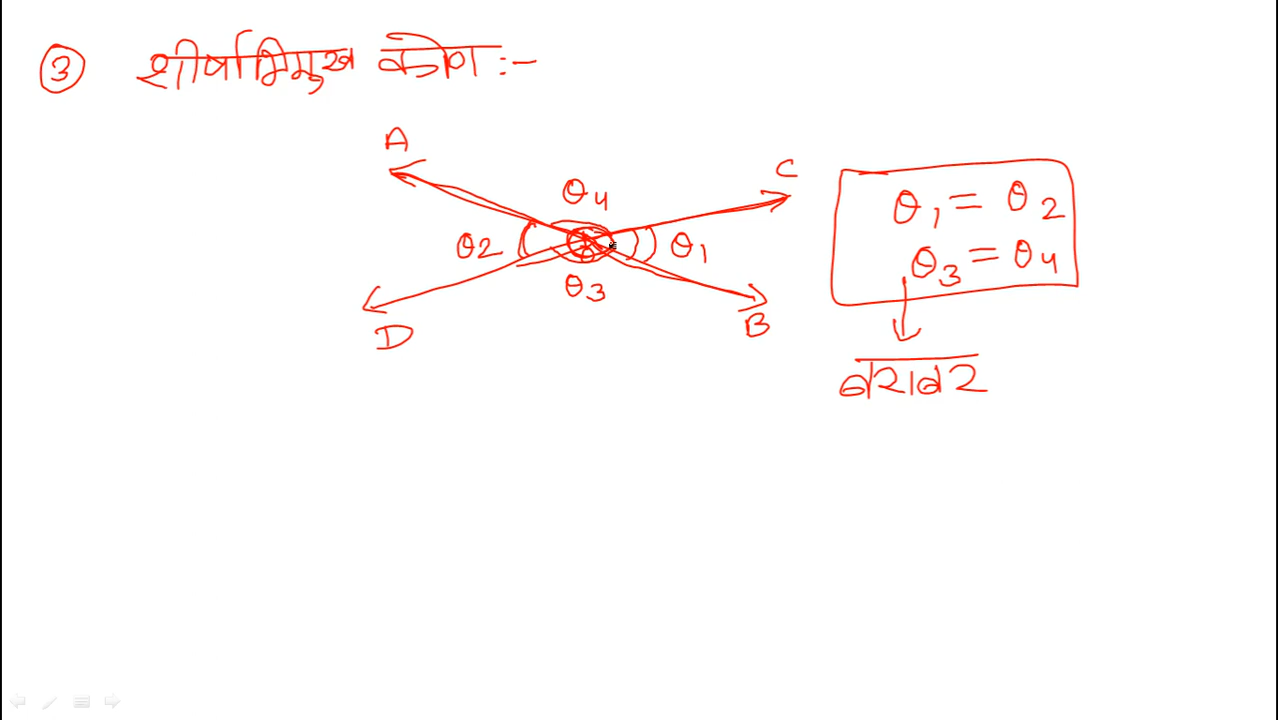 ③ शीर्षाभिमुख कोण :-
A
C
θ4
θ1 = θ2
θ2
θ1
θ3 = θ4
θ3
D
B
बराबर